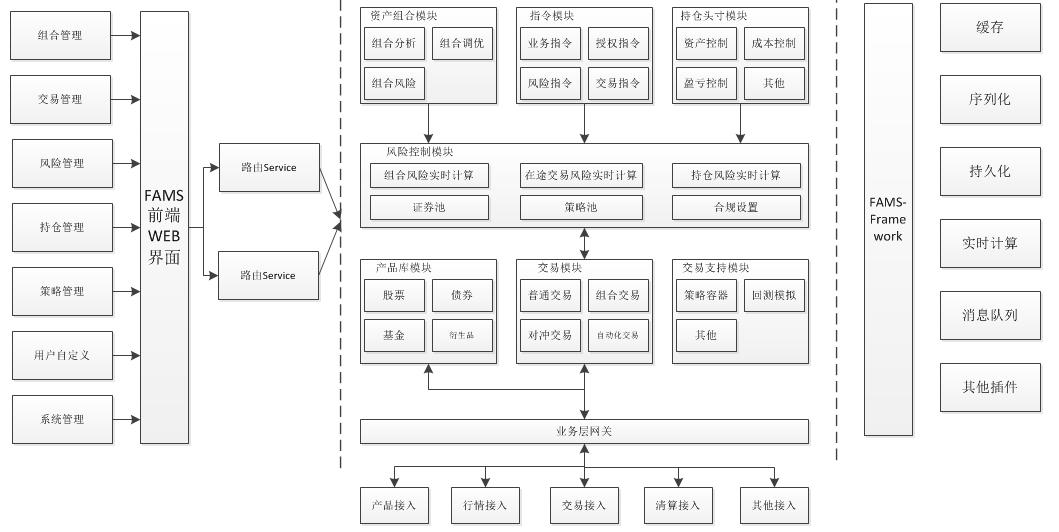 组合管理
交易管理
风险管理
持仓管理
策略管理
用户自定义
系统管理
FAMS
前端
WEB
界面
路由Service
路由Service
资产组合模块
组合分析
组合调优
组合风险
指令模块
业务指令
授权指令
风险指令
交易指令
持仓头寸模块
资产控制
成本控制
盈亏控制
其他
风险控制模块
组合风险实时计算
在途交易风险实时计算
持仓风险实时计算
证券池
策略池
合规设置
产品库模块
股票
债券
基金
衍生品
交易模块
普通交易
组合交易
对冲交易
自动化交易
交易支持模块
策略容器
回测模拟
其他
业务层网关
产品接入
行情接入
交易接入
清算接入
其他接入
FAMS-
Frame
work
缓存
序列化
持久化
实时计算
消息队列
其他插件